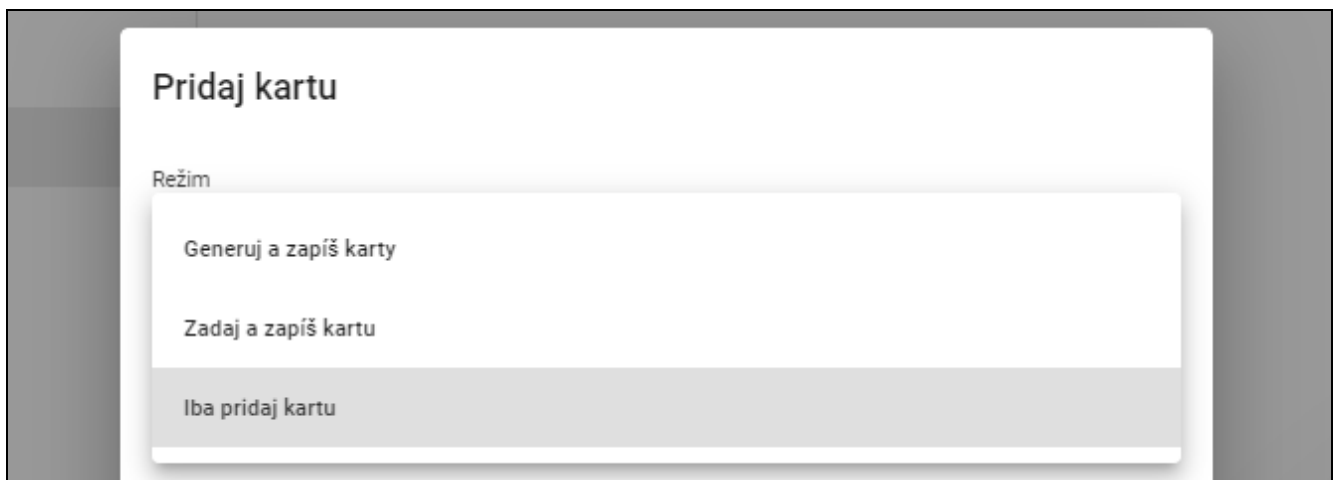 Pridaj kartu
Režim
Generuj a zapíš karty
Zadaj a zapíš kartu
Iba pridaj kartu